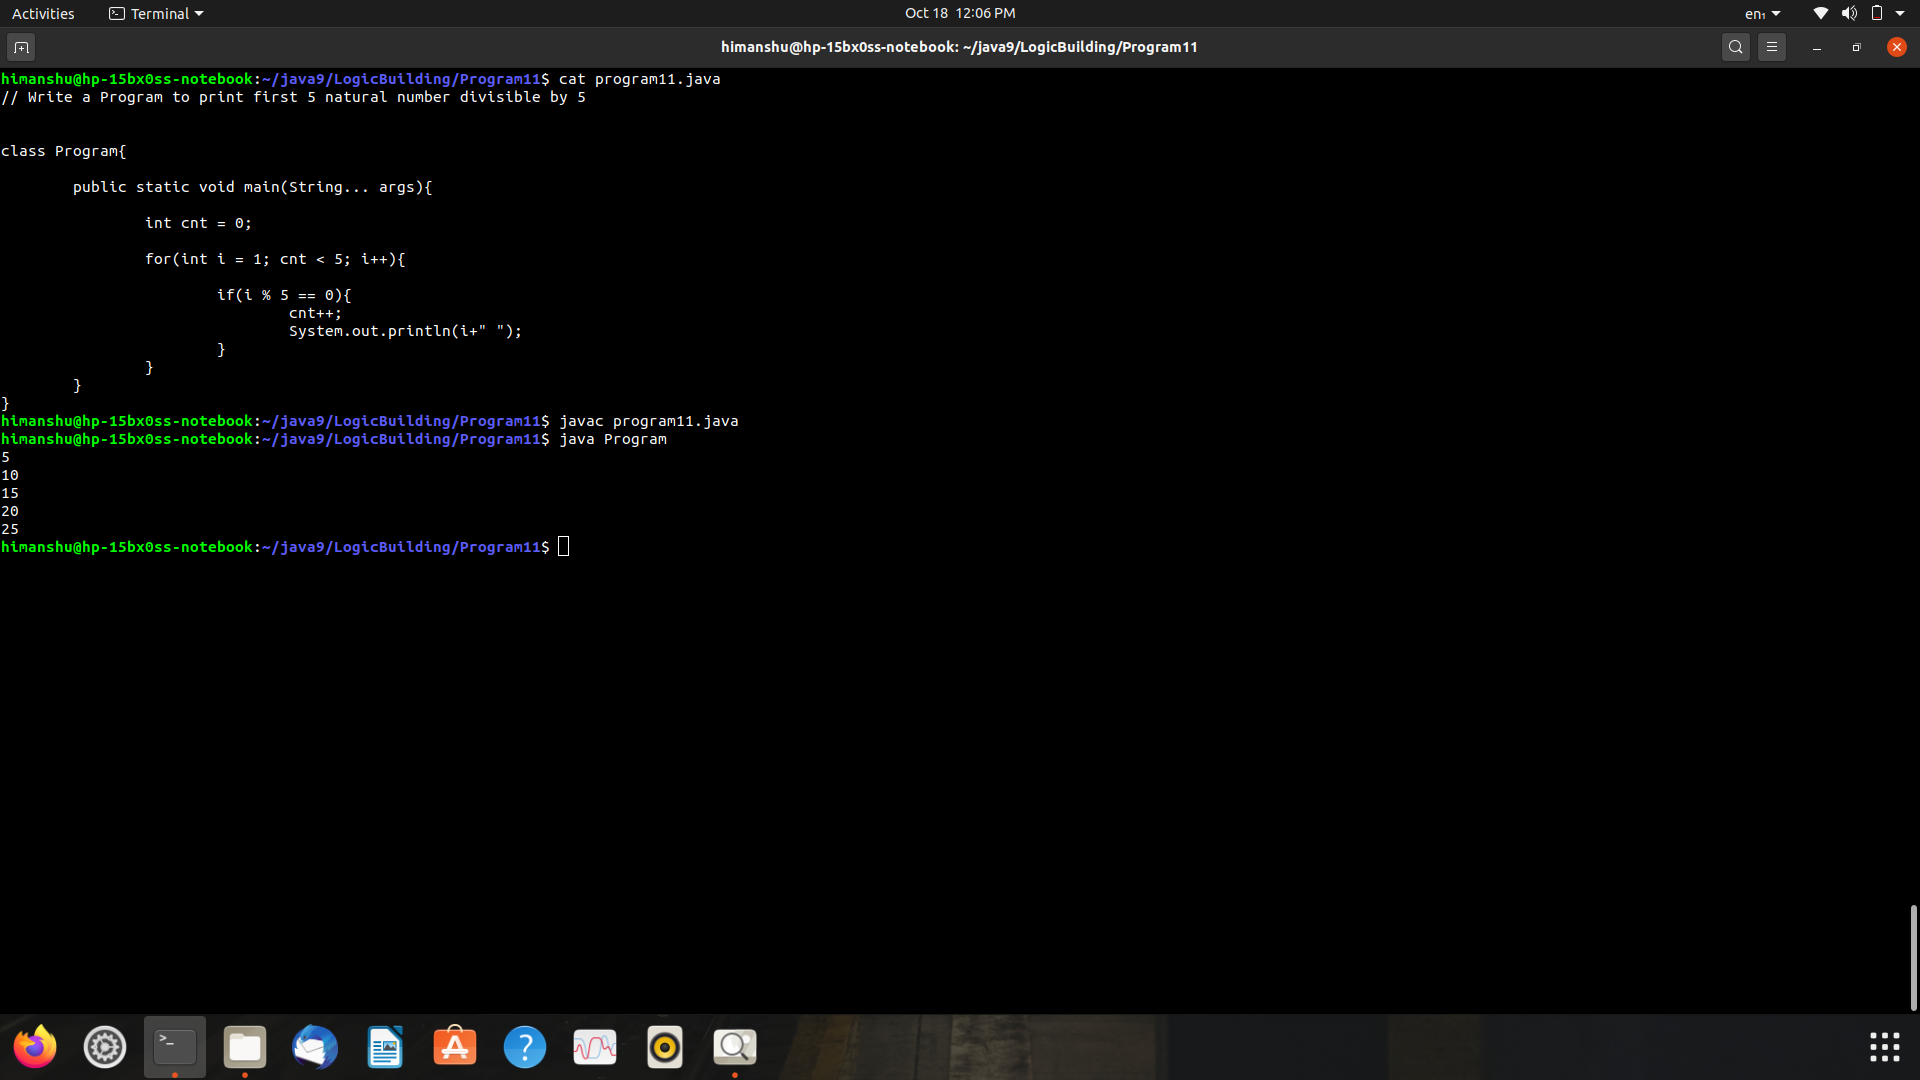 Activities Terminal Oct 18 12:06 PM en₁
himanshu@hp-15bx0ss-notebook: ~/java9/LogicBuilding/Program11
himanshu@hp-15bx0ss-notebook:~/java9/LogicBuilding/Program11$ cat program11.java
// Write a Program to print first 5 natural number divisible by 5
class Program{
        public static void main(String... args){
                int cnt = 0;
                for(int i = 1; cnt < 5; i++){
                        if(i % 5 == 0){
                                cnt++;
                                System.out.println(i+" ");
                        }
                }
        }
}
himanshu@hp-15bx0ss-notebook:~/java9/LogicBuilding/Program11$ javac program11.java
himanshu@hp-15bx0ss-notebook:~/java9/LogicBuilding/Program11$ java Program
5
10
15
20
25
himanshu@hp-15bx0ss-notebook:~/java9/LogicBuilding/Program11$